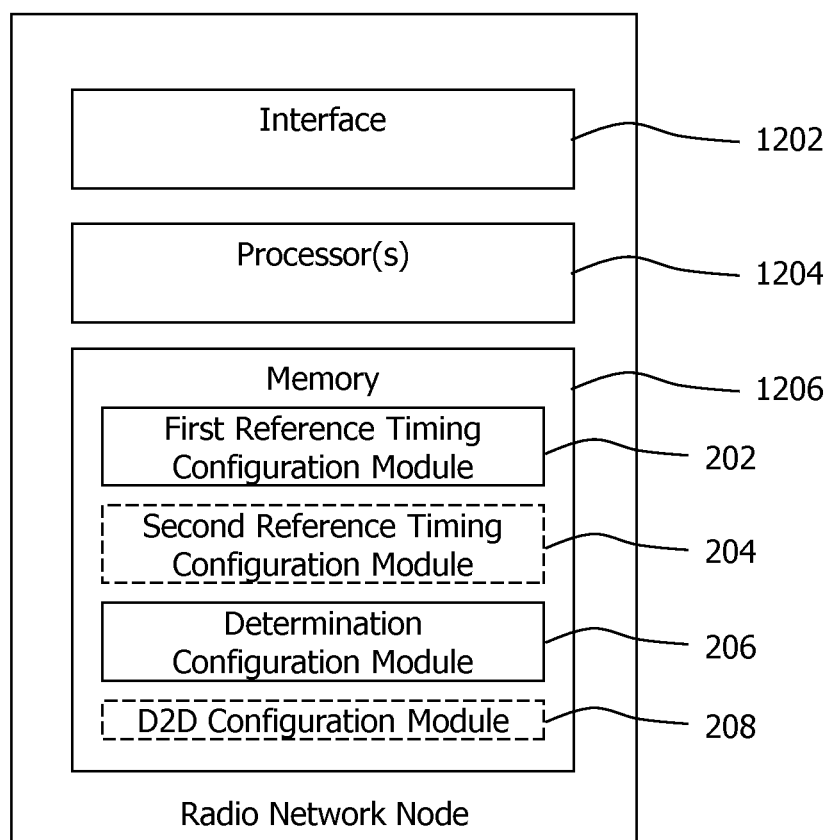 Interface
1202
Processor(s)
1204
Memory
1206
First Reference Timing
Configuration Module
202
Second Reference Timing
Configuration Module
204
Determination
Configuration Module
206
D2D Configuration Module
208
Radio Network Node